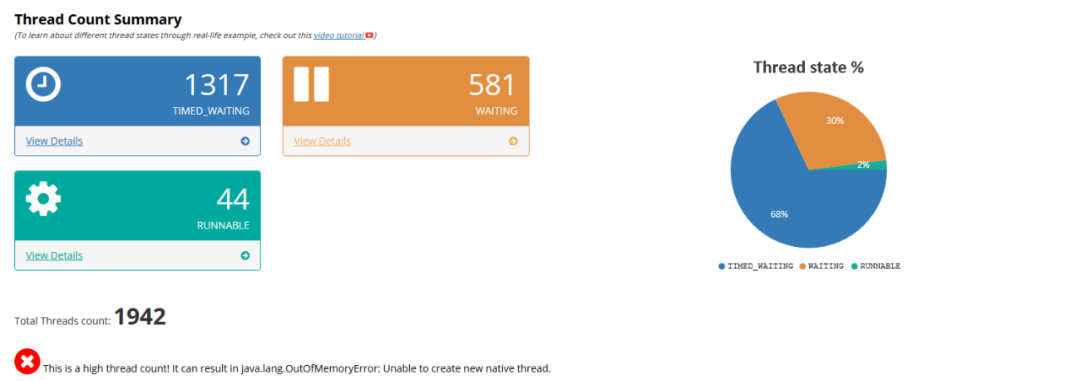 Thread Count Summary
(To learn about different thread states through real-life example, check out this video tutorial)
1317
TIMED_WAITING
View Details
581
WAITING
View Details
44
RUNNABLE
View Details
Thread state %
30%
2%
68%
TIMED_WAITING WAITING RUNNABLE
Total Threads count: 1942
This is a high thread count! It can result in java.lang.OutOfMemoryError: Unable to create new native thread.